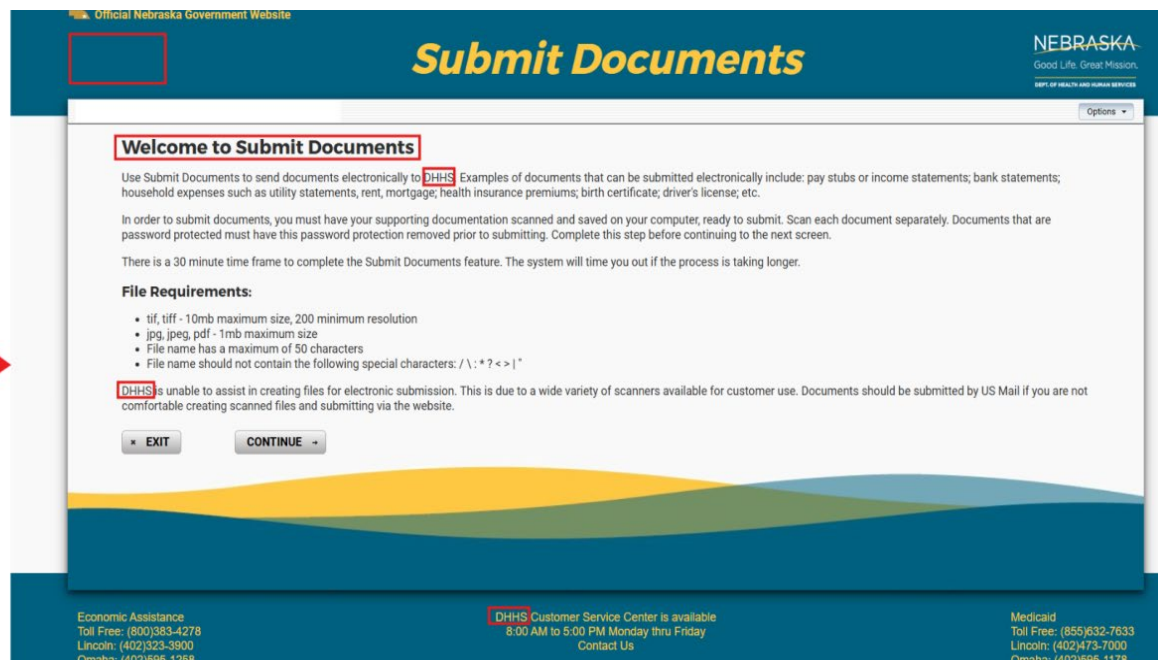 Official Nebraska Government Website
Submit Documents
NEBRASKA
Good Life. Great Mission.
DEPT. OF HEALTH AND HUMAN SERVICES
Options
Welcome to Submit Documents
Use Submit Documents to send documents electronically to DHHS. Examples of documents that can be submitted electronically include: pay stubs or income statements; bank statements;
household expenses such as utility statements, rent, mortgage; health insurance premiums; birth certificate; driver's license; etc.
In order to submit documents, you must have your supporting documentation scanned and saved on your computer, ready to submit. Scan each document separately. Documents that are
password protected must have this password protection removed prior to submitting. Complete this step before continuing to the next screen.
There is a 30 minute time frame to complete the Submit Documents feature. The system will time you out if the process is taking longer.
File Requirements:
• tif, tiff - 10mb maximum size, 200 minimum resolution
• jpg, jpeg, pdf - 1mb maximum size
• File name has a maximum of 50 characters
• File name should not contain the following special characters: / \ : * ? < > | "
DHHS is unable to assist in creating files for electronic submission. This is due to a wide variety of scanners available for customer use. Documents should be submitted by US Mail if you are not
comfortable creating scanned files and submitting via the website.
× EXIT
CONTINUE →
Economic Assistance
Toll Free: (800)383-4278
Lincoln: (402)323-3900
Omaha: (402)595-1258
DHHS Customer Service Center is available
8:00 AM to 5:00 PM Monday thru Friday
Contact Us
Medicaid
Toll Free: (855)632-7633
Lincoln: (402)473-7000
Omaha: (402)595-1178